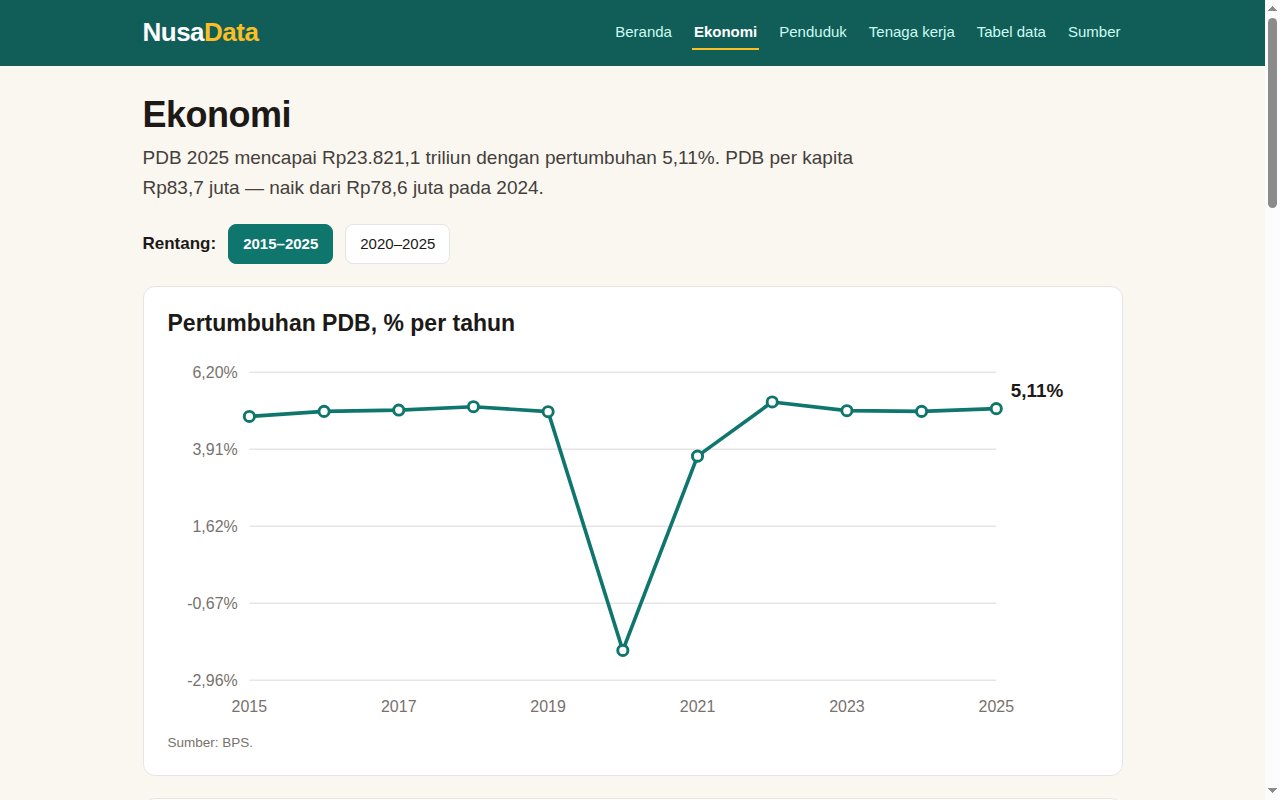 NusaData
Beranda Ekonomi Penduduk Tenaga kerja Tabel data Sumber
Ekonomi
PDB 2025 mencapai Rp23.821,1 triliun dengan pertumbuhan 5,11%. PDB per kapita
Rp83,7 juta — naik dari Rp78,6 juta pada 2024.
Rentang: 2015–2025 2020–2025
Pertumbuhan PDB, % per tahun
6,20%
5,11%
3,91%
1,62%
-0,67%
-2,96%
2015 2017 2019 2021 2023 2025
Sumber: BPS.